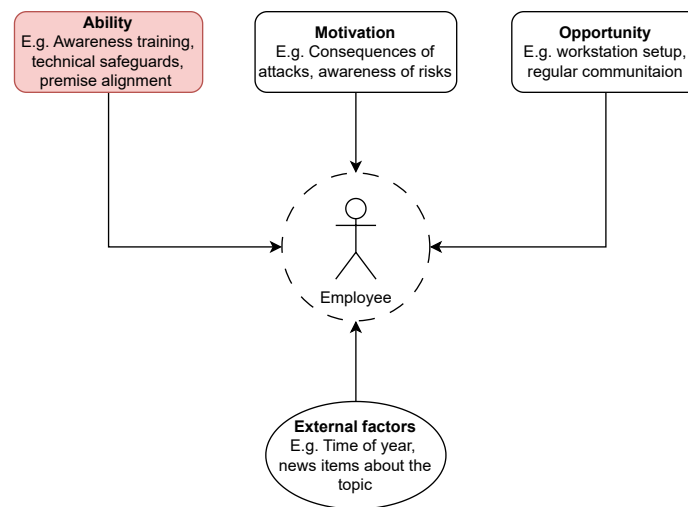 Ability
E.g. Awareness training,
technical safeguards,
premise alignment
Motivation
E.g. Consequences of
attacks, awareness of risks
Opportunity
E.g. workstation setup,
regular communitaion
Employee
External factors
E.g. Time of year,
news items about the
topic